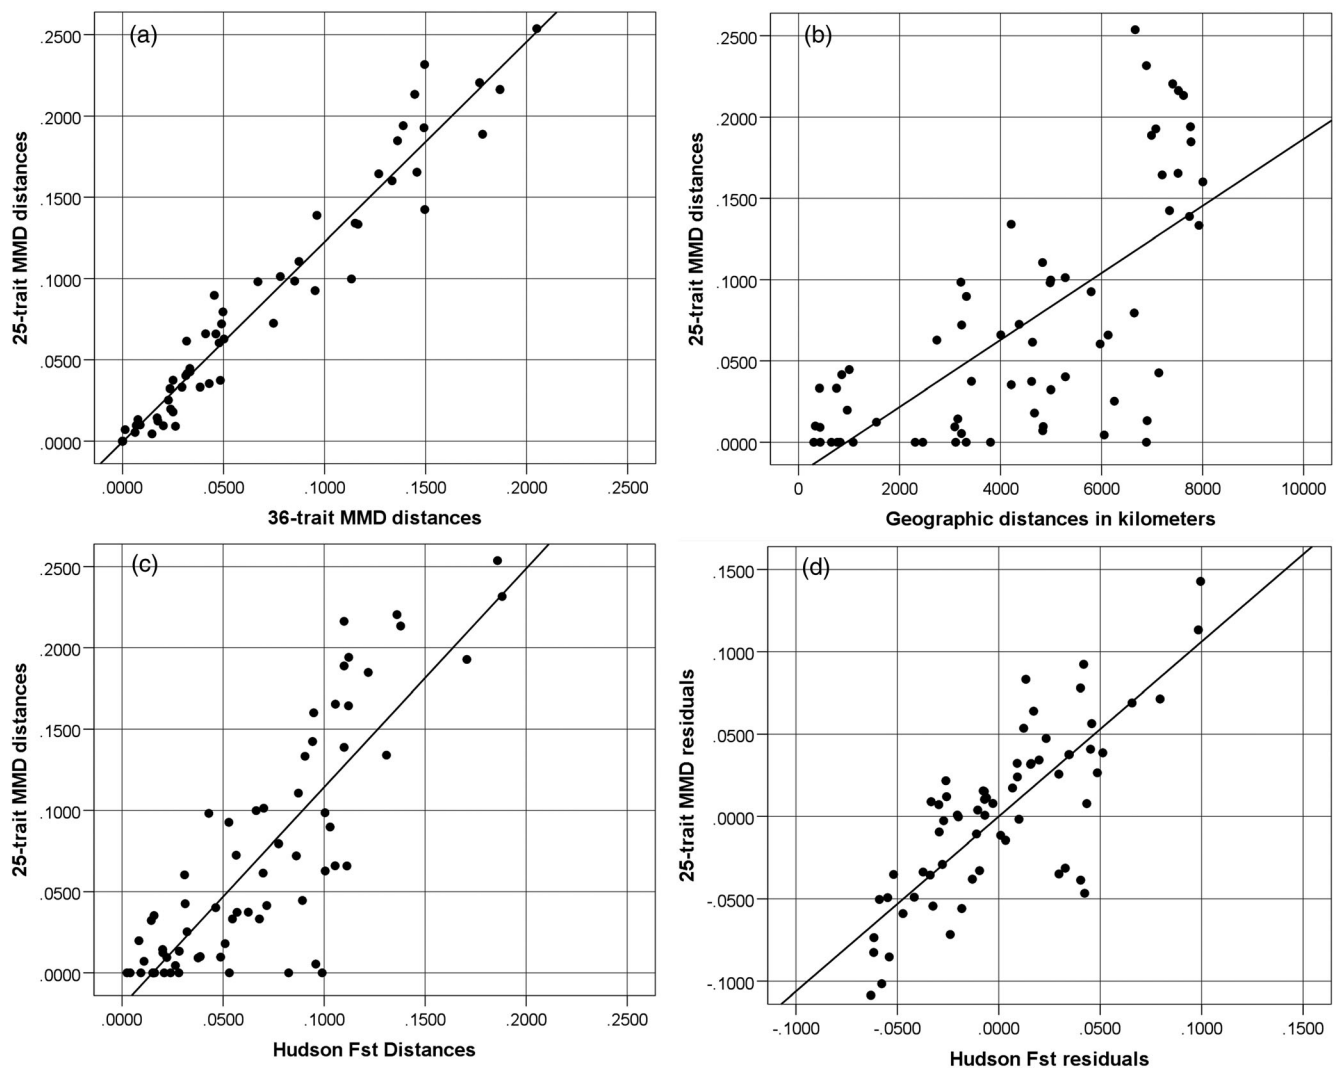 (a)
25-trait MMD distances
.2500
.2000
.1500
.1000
.0500
.0000
.0000 .0500 .1000 .1500 .2000 .2500
36-trait MMD distances
(b)
25-trait MMD distances
.2500
.2000
.1500
.1000
.0500
.0000
0 2000 4000 6000 8000 10000
Geographic distances in kilometers
(c)
25-trait MMD distances
.2500
.2000
.1500
.1000
.0500
.0000
.0000 .0500 .1000 .1500 .2000 .2500
Hudson Fst Distances
(d)
25-trait MMD residuals
.1500
.1000
.0500
.0000
-.0500
-.1000
-.1000 -.0500 .0000 .0500 .1000 .1500
Hudson Fst residuals